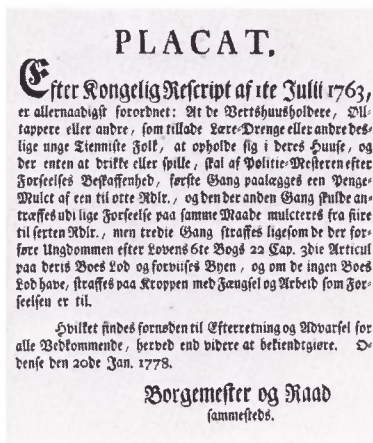 PLACAT.
Efter Kongelig Rescript af 1te Julii 1763,
er allernaadigst forordnet: At de Vertshuusholdere, Øll-
tappere eller andre, som tillade Lære-Drenge eller andre des-
lige unge Tienniste Folk, at opholde sig i deres Huuse, og
der enten at drikke eller spille, skal af Politie-Mesteren efter
Forseelses Beskaffenhed, første Gang paalægges een Penge-
Mulct af een til otte Rdlr., og den der anden Gang skulde an-
træffes udi lige Forseelse paa samme Maade mulcteres fra fiire
til serten Rdlr., men tredie Gang straffes ligesom de der for-
føre Ungdommen efter Lovens 6te Bogs 22 Cap. 3die Articul
paa deris Boes Lod og forviises Byen, og om de ingen Boes
Lod have, straffes paa Kroppen med Fængsel og Arbeid som For-
seelsen er til.
Hvilket findes fornøden til Efterretning og Advarsel for
alle Vedkommende, herved end videre at bekiendtgiøre. O-
dense den 20de Jan. 1778.
Borgemester og Raad
sammesteds.